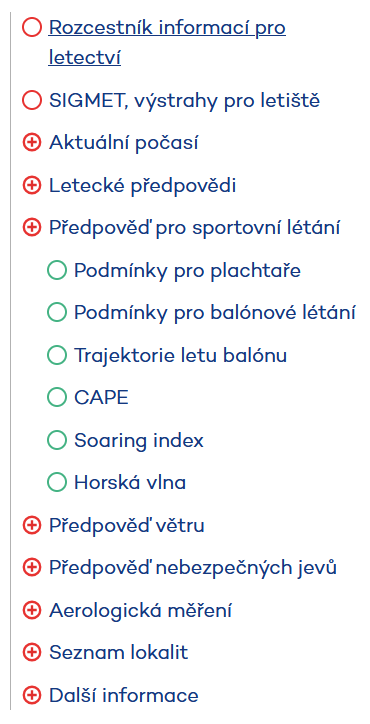 Rozcestník informací pro
letectví
SIGMET, výstrahy pro letiště
Aktuální počasí
Letecké předpovědi
Předpověď pro sportovní létání
Podmínky pro plachtaře
Podmínky pro balónové létání
Trajektorie letu balónu
CAPE
Soaring index
Horská vlna
Předpověď větru
Předpověď nebezpečných jevů
Aerologická měření
Seznam lokalit
Další informace